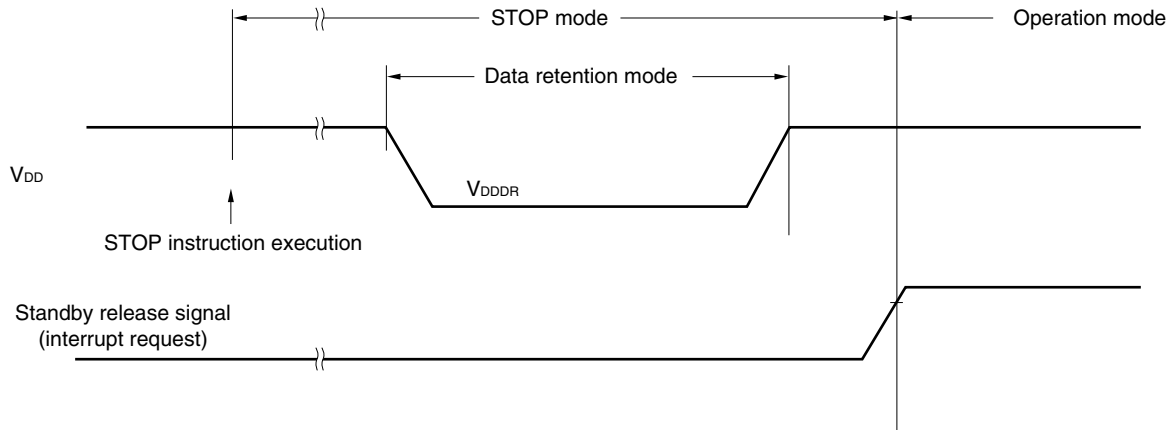 STOP mode
Operation mode
Data retention mode
VDD
VDDDR
STOP instruction execution
Standby release signal
(interrupt request)